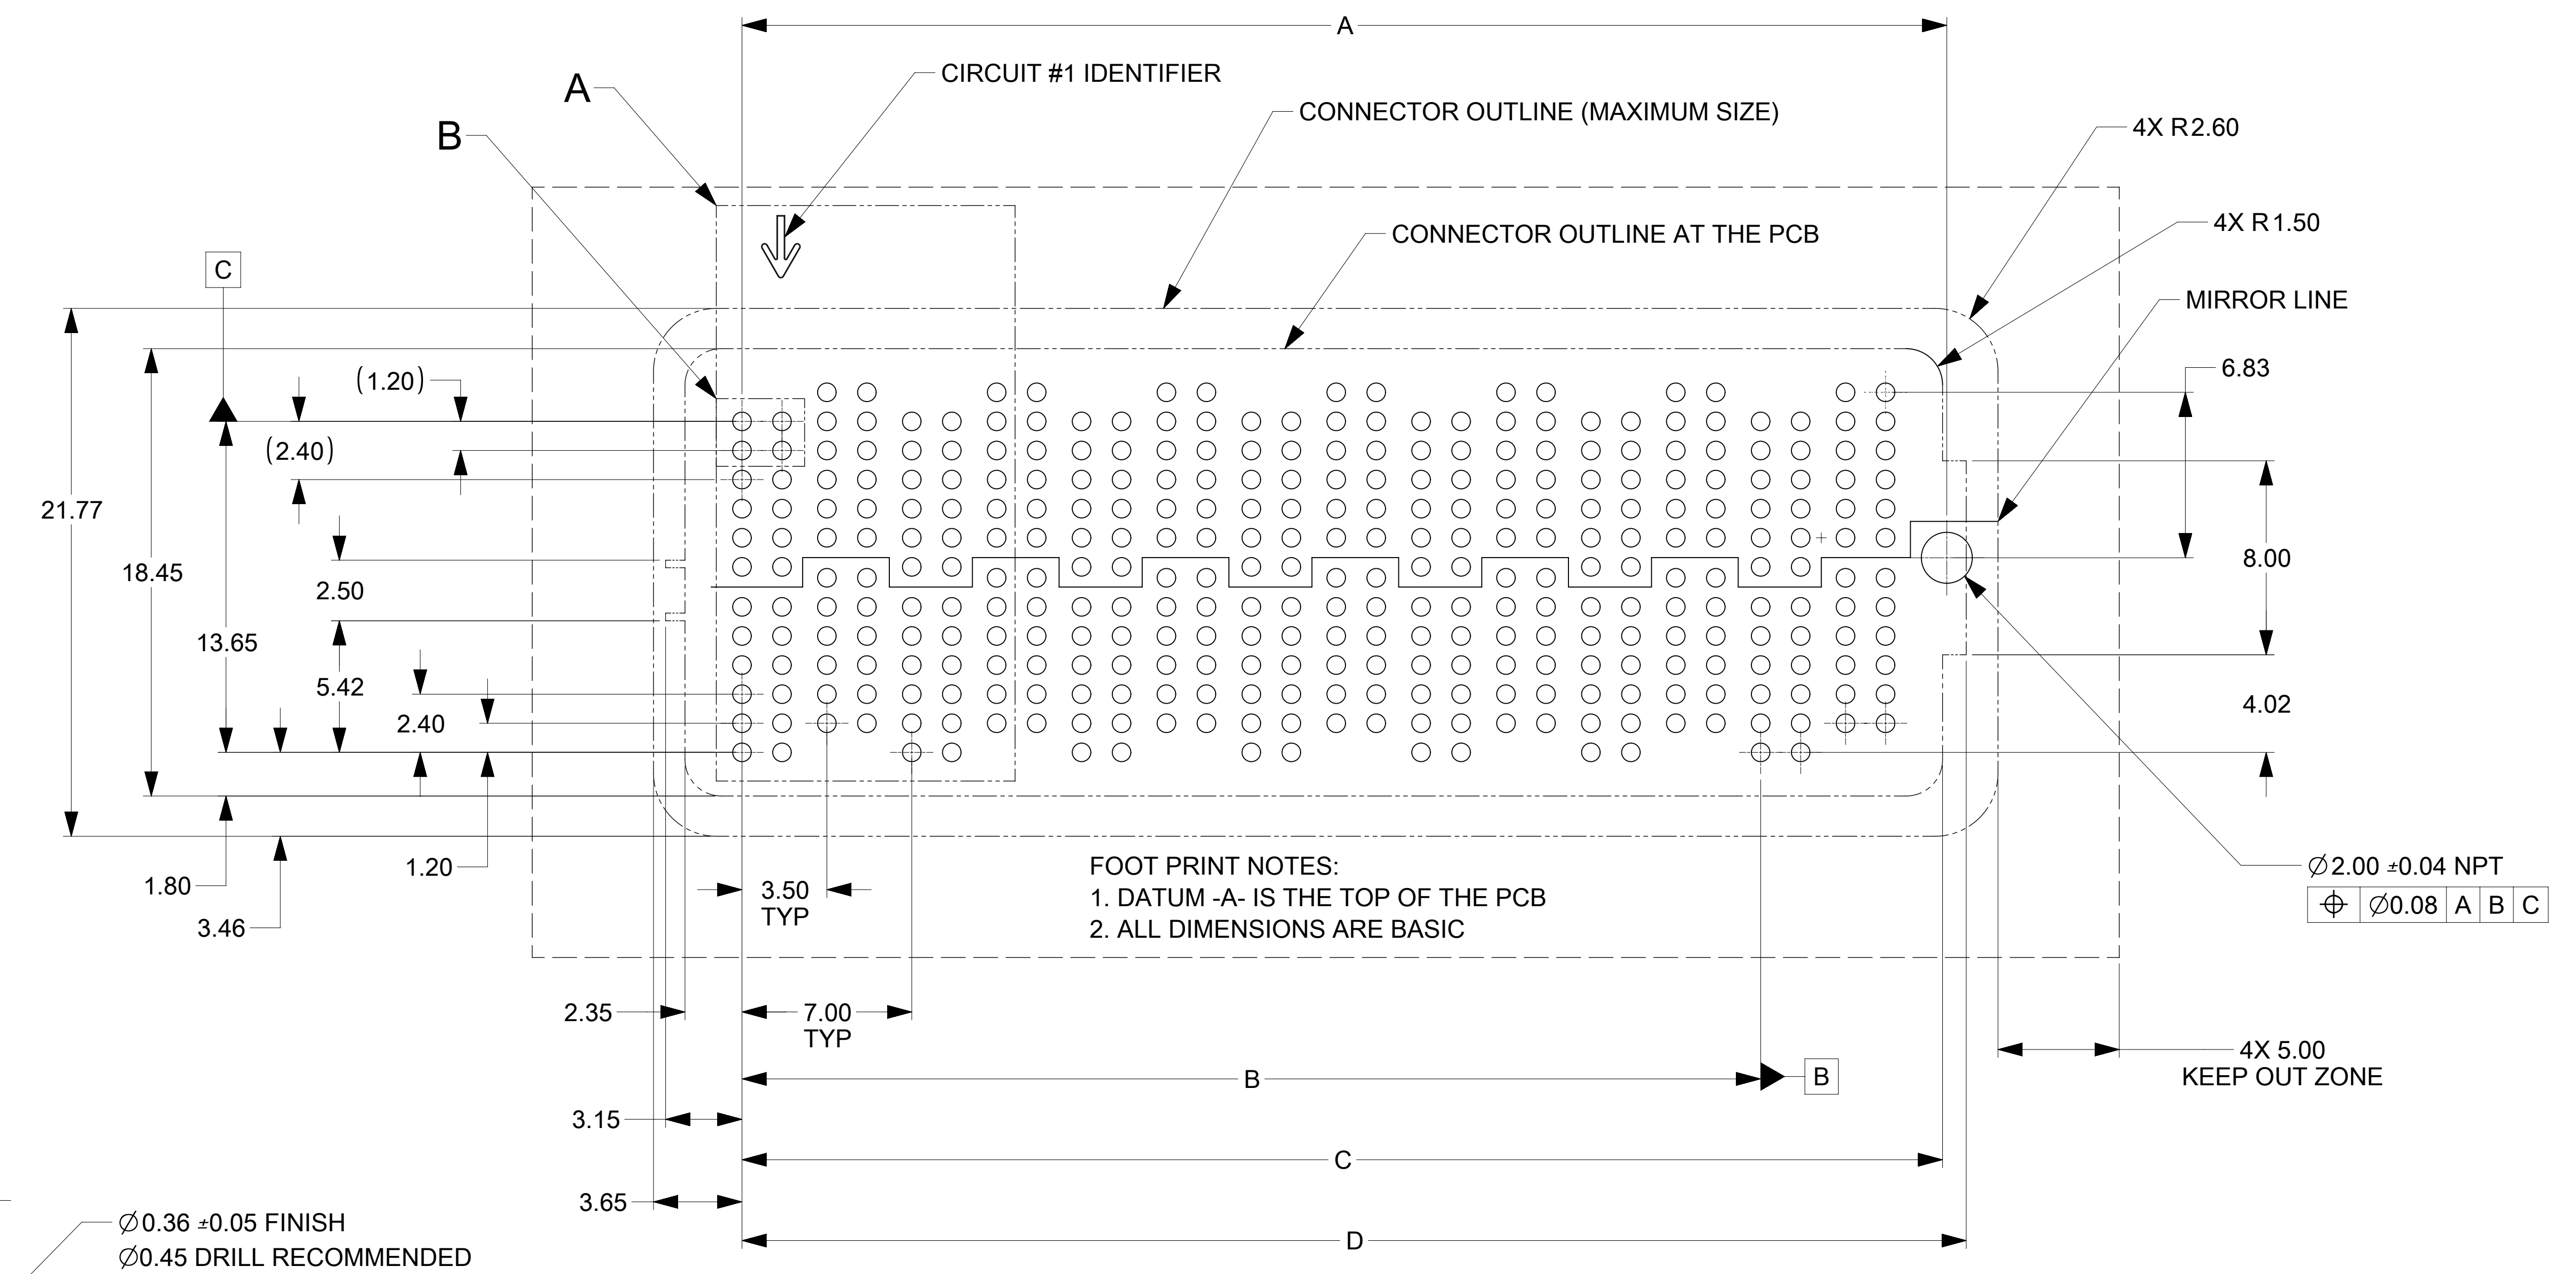 A
CIRCUIT #1 IDENTIFIER
A
CONNECTOR OUTLINE (MAXIMUM SIZE)
4X R2.60
B
4X R1.50
CONNECTOR OUTLINE AT THE PCB
C
MIRROR LINE
6.83
(1.20)
(2.40)
21.77
8.00
18.45
2.50
13.65
5.42
4.02
2.40
1.20
1.80
3.46
3.50
TYP
FOOT PRINT NOTES:
1. DATUM -A- IS THE TOP OF THE PCB
2. ALL DIMENSIONS ARE BASIC
Ø2.00 ±0.04 NPT
⌖ Ø0.08 A B C
2.35
7.00
TYP
4X 5.00
KEEP OUT ZONE
B
B
3.15
C
3.65
Ø0.36 ±0.05 FINISH
Ø0.45 DRILL RECOMMENDED
D